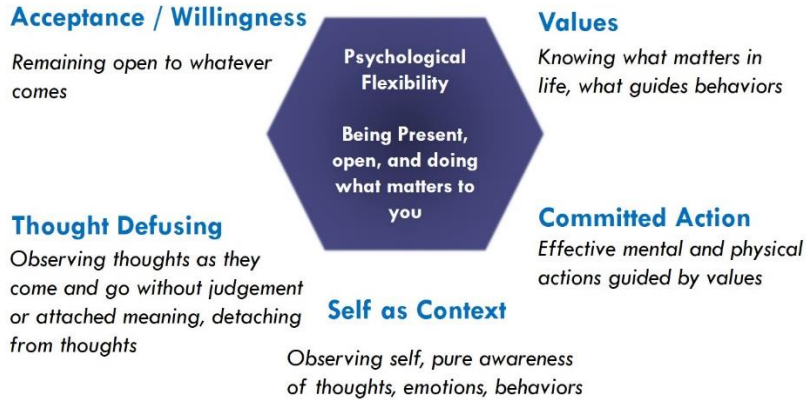 Acceptance / Willingness
Remaining open to whatever
comes
Psychological
Flexibility
Being Present,
open, and doing
what matters to
you
Values
Knowing what matters in
life, what guides behaviors
Thought Defusing
Observing thoughts as they
come and go without judgement
or attached meaning, detaching
from thoughts
Self as Context
Observing self, pure awareness
of thoughts, emotions, behaviors
Committed Action
Effective mental and physical
actions guided by values